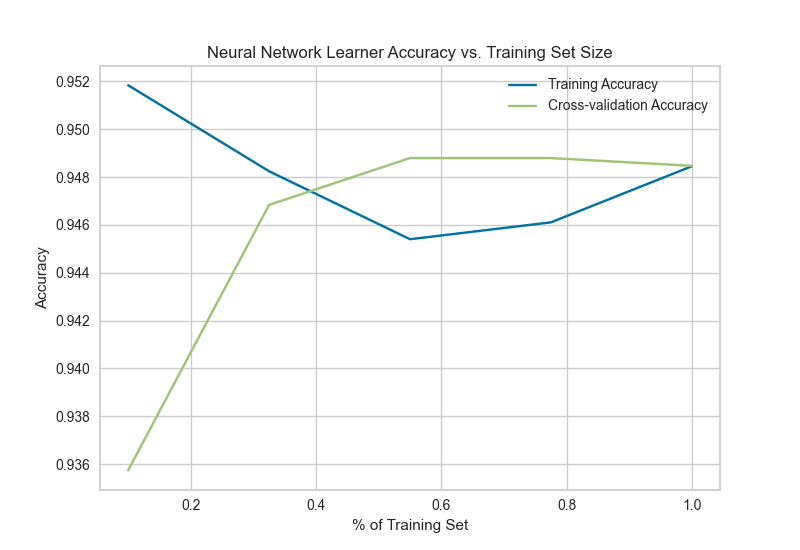 Neural Network Learner Accuracy vs. Training Set Size
Training Accuracy
Cross-validation Accuracy
0.952
0.950
0.948
0.946
0.944
0.942
0.940
0.938
0.936
Accuracy
0.2 0.4 0.6 0.8 1.0
% of Training Set